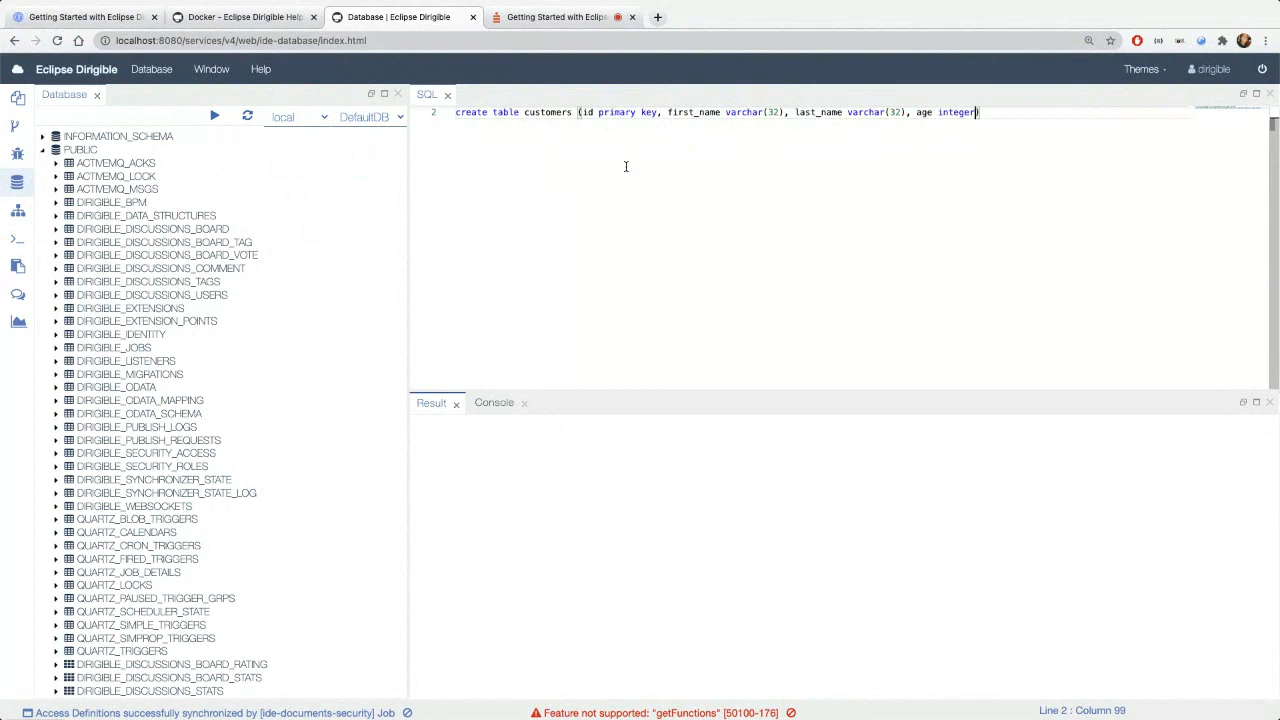 Getting Started with Eclipse Di
Docker - Eclipse Dirigible Help
Database | Eclipse Dirigible
Getting Started with Eclips
localhost:8080/services/v4/web/ide-database/index.html
Eclipse Dirigible
Database
Window
Help
Themes
dirigible
Database
SQL
local
DefaultDB
2
create table customers (id primary key, first_name varchar(32), last_name varchar(32), age integer)
INFORMATION_SCHEMA
PUBLIC
ACTIVEMQ_ACKS
ACTIVEMQ_LOCK
ACTIVEMQ_MSGS
DIRIGIBLE_BPM
DIRIGIBLE_DATA_STRUCTURES
DIRIGIBLE_DISCUSSIONS_BOARD
DIRIGIBLE_DISCUSSIONS_BOARD_TAG
DIRIGIBLE_DISCUSSIONS_BOARD_VOTE
DIRIGIBLE_DISCUSSIONS_COMMENT
DIRIGIBLE_DISCUSSIONS_TAGS
DIRIGIBLE_DISCUSSIONS_USERS
DIRIGIBLE_EXTENSIONS
DIRIGIBLE_EXTENSION_POINTS
DIRIGIBLE_IDENTITY
DIRIGIBLE_JOBS
DIRIGIBLE_LISTENERS
DIRIGIBLE_MIGRATIONS
DIRIGIBLE_ODATA
DIRIGIBLE_ODATA_MAPPING
DIRIGIBLE_ODATA_SCHEMA
DIRIGIBLE_PUBLISH_LOGS
DIRIGIBLE_PUBLISH_REQUESTS
DIRIGIBLE_SECURITY_ACCESS
DIRIGIBLE_SECURITY_ROLES
DIRIGIBLE_SYNCHRONIZER_STATE
DIRIGIBLE_SYNCHRONIZER_STATE_LOG
DIRIGIBLE_WEBSOCKETS
QUARTZ_BLOB_TRIGGERS
QUARTZ_CALENDARS
QUARTZ_CRON_TRIGGERS
QUARTZ_FIRED_TRIGGERS
QUARTZ_JOB_DETAILS
QUARTZ_LOCKS
QUARTZ_PAUSED_TRIGGER_GRPS
QUARTZ_SCHEDULER_STATE
QUARTZ_SIMPLE_TRIGGERS
QUARTZ_SIMPROP_TRIGGERS
QUARTZ_TRIGGERS
DIRIGIBLE_DISCUSSIONS_BOARD_RATING
DIRIGIBLE_DISCUSSIONS_BOARD_STATS
DIRIGIBLE_DISCUSSIONS_STATS
Result
Console
Access Definitions successfully synchronized by [ide-documents-security] Job
Feature not supported: "getFunctions" [50100-176]
Line 2 : Column 99